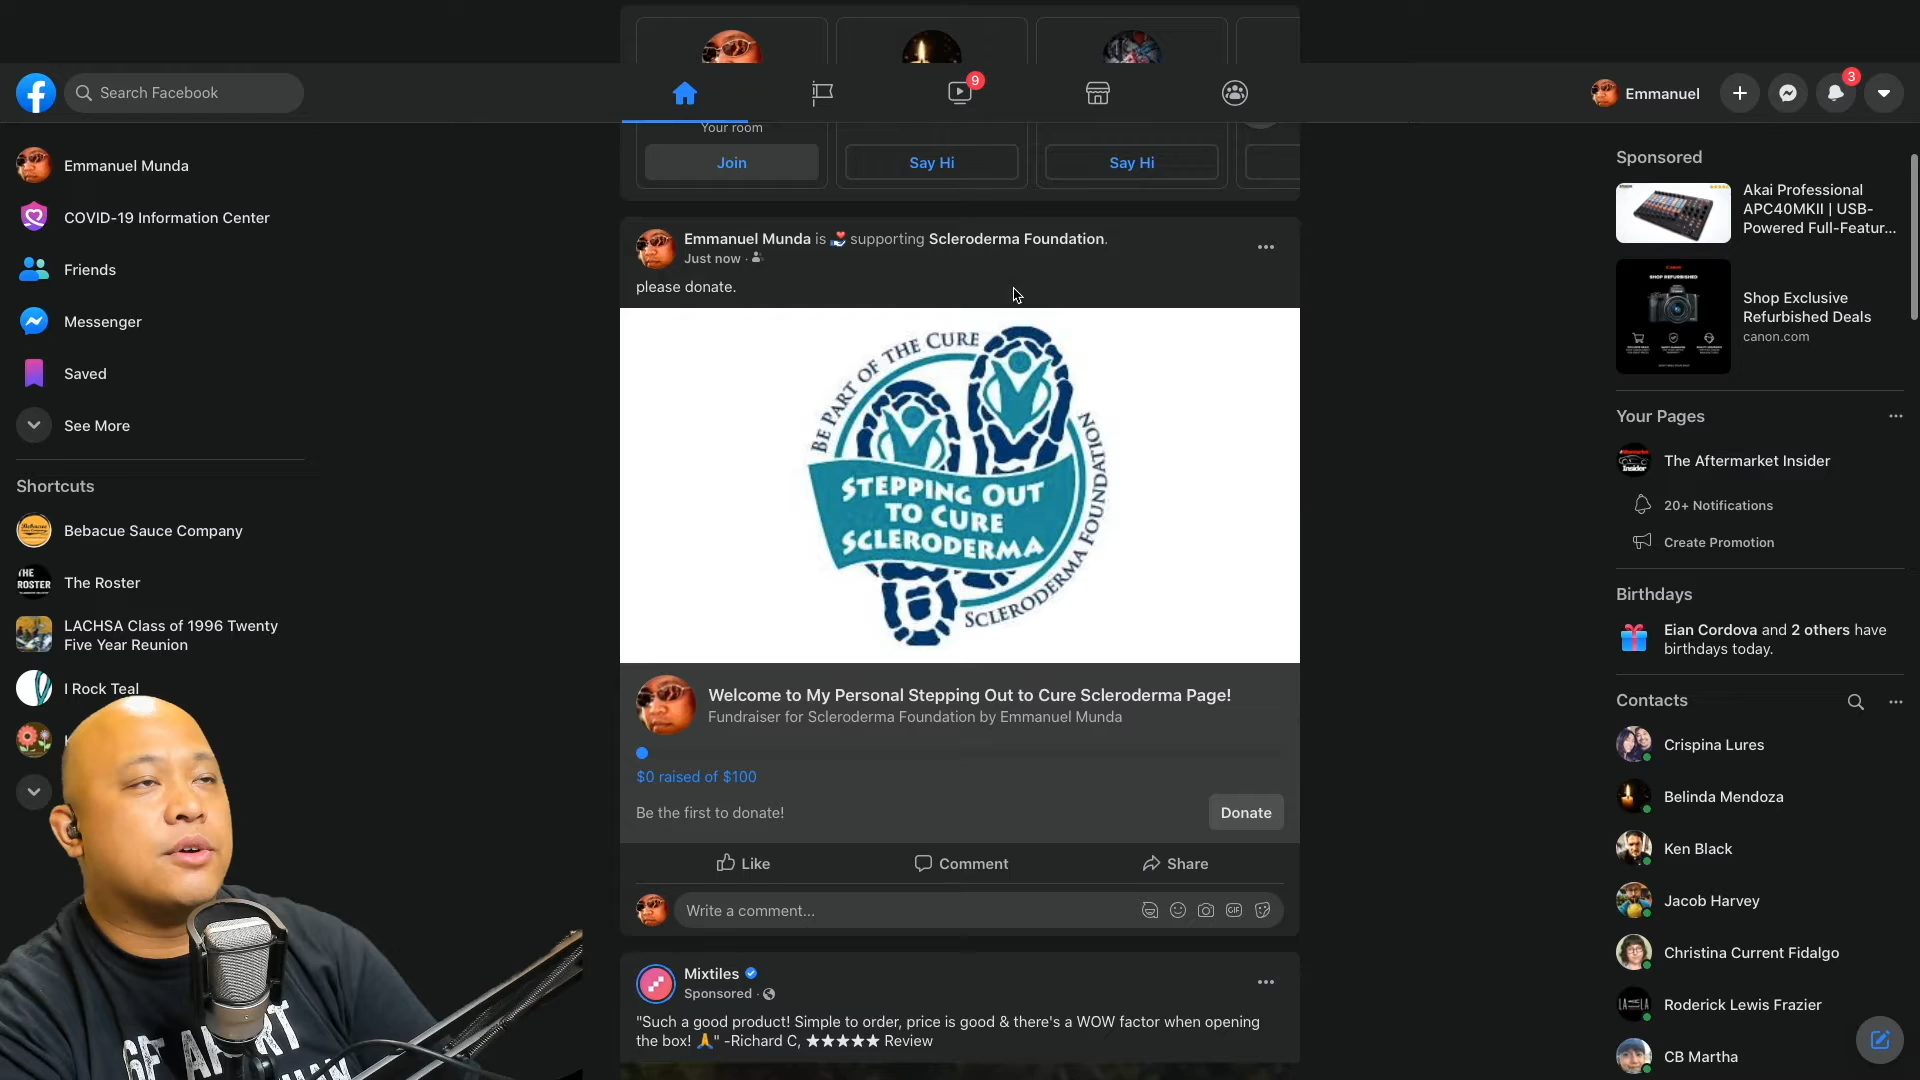 Search Facebook
9
Emmanuel
3
Emmanuel Munda
COVID-19 Information Center
Friends
Messenger
Saved
See More
Shortcuts
Bebacue Sauce Company
THE ROSTER
The Roster
LACHSA Class of 1996 Twenty
Five Year Reunion
I Rock Teal
Your room
Join
Say Hi
Say Hi
Emmanuel Munda is supporting Scleroderma Foundation.
Just now ·
please donate.
BE PART OF THE CURE
STEPPING OUT
TO CURE
SCLERODERMA
SCLERODERMA FOUNDATION
Welcome to My Personal Stepping Out to Cure Scleroderma Page!
Fundraiser for Scleroderma Foundation by Emmanuel Munda
$0 raised of $100
Be the first to donate!
Donate
Like
Comment
Share
Write a comment...
GIF
Mixtiles
Sponsored ·
"Such a good product! Simple to order, price is good & there's a WOW factor when opening
the box! 🙏" -Richard C, ★★★★★ Review
Sponsored
Akai Professional
APC40MKII | USB-
Powered Full-Featur...
SHOP REFURBISHED
Shop Exclusive
Refurbished Deals
canon.com
Your Pages
The Aftermarket Insider
20+ Notifications
Create Promotion
Birthdays
Eian Cordova and 2 others have
birthdays today.
Contacts
Crispina Lures
Belinda Mendoza
Ken Black
Jacob Harvey
Christina Current Fidalgo
Roderick Lewis Frazier
CB Martha